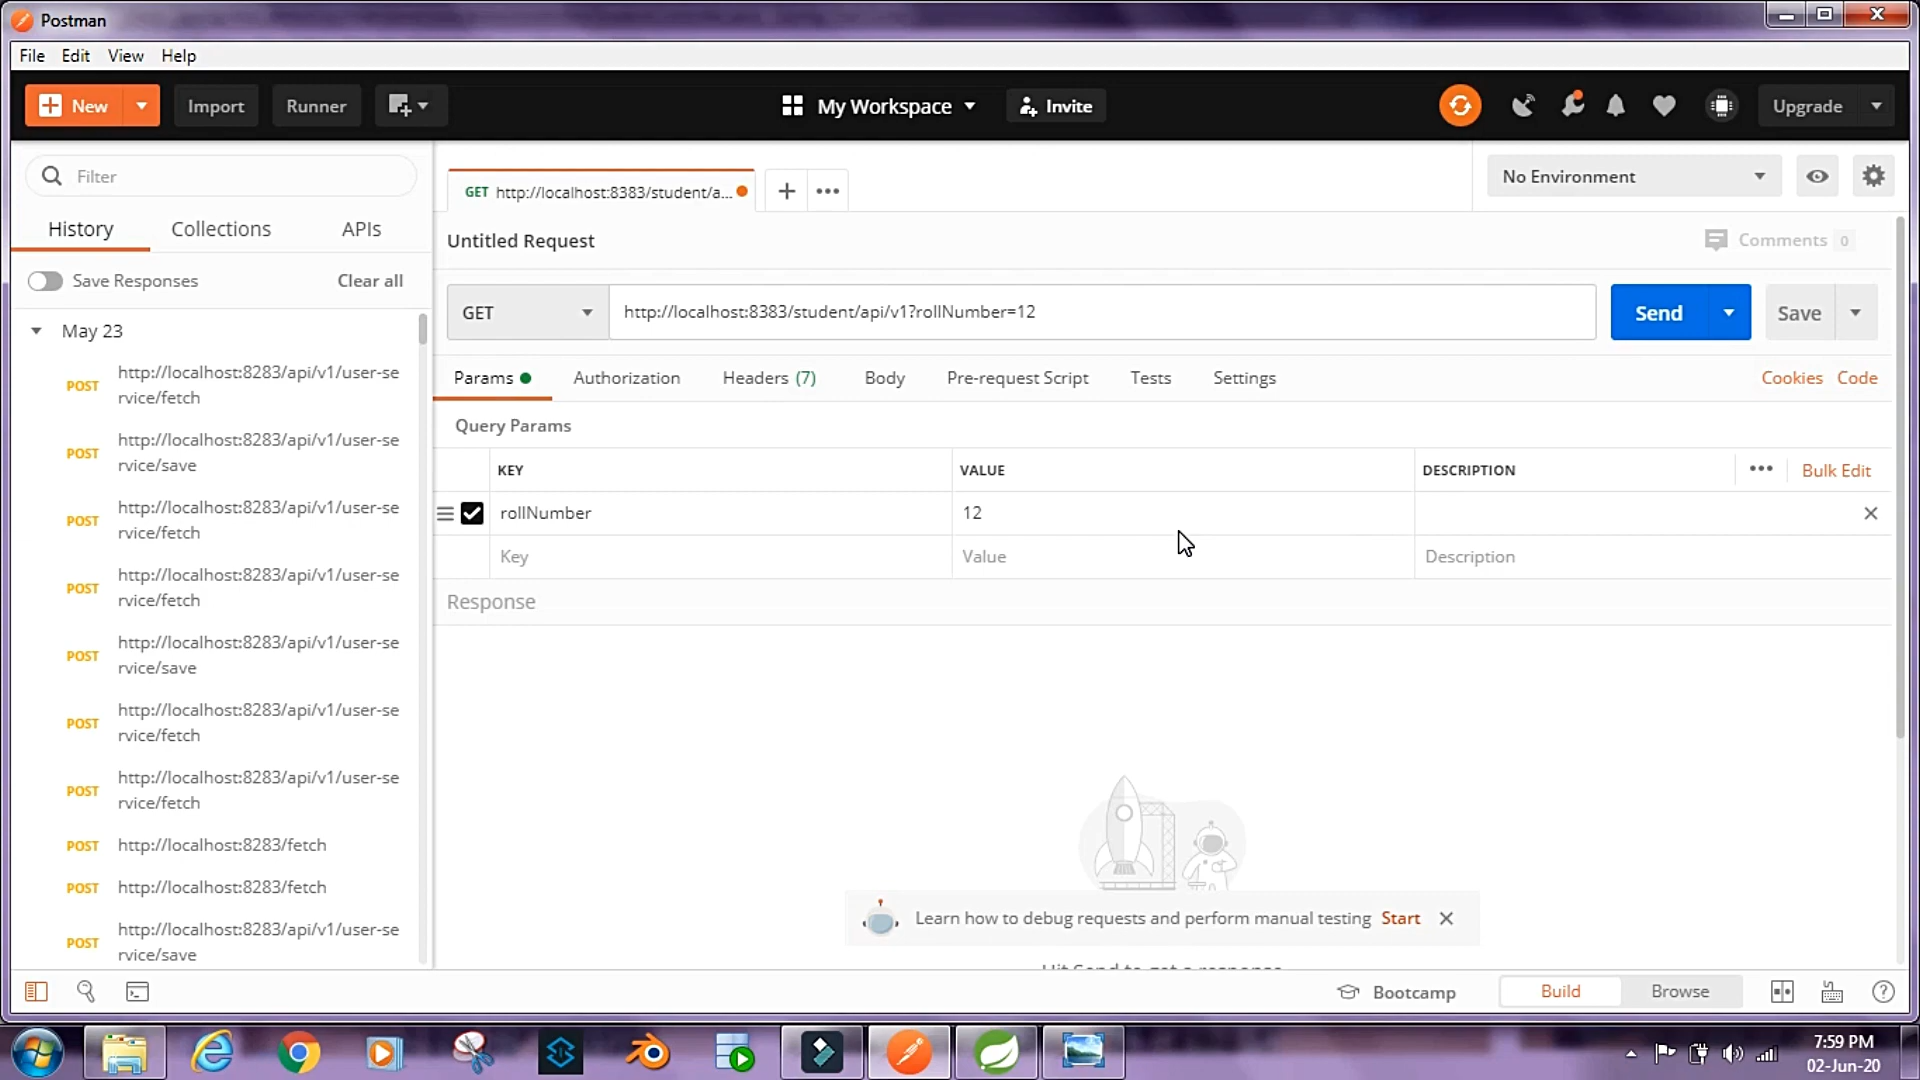 Postman
File Edit View Help
New Import Runner My Workspace Invite Upgrade
Filter
History Collections APIs
Save Responses Clear all
May 23
POST http://localhost:8283/api/v1/user-se
rvice/fetch
POST http://localhost:8283/api/v1/user-se
rvice/save
POST http://localhost:8283/api/v1/user-se
rvice/fetch
POST http://localhost:8283/api/v1/user-se
rvice/fetch
POST http://localhost:8283/api/v1/user-se
rvice/save
POST http://localhost:8283/api/v1/user-se
rvice/fetch
POST http://localhost:8283/api/v1/user-se
rvice/fetch
POST http://localhost:8283/fetch
POST http://localhost:8283/fetch
POST http://localhost:8283/api/v1/user-se
rvice/save
GET http://localhost:8383/student/a...
No Environment
Untitled Request
Comments 0
GET http://localhost:8383/student/api/v1?rollNumber=12 Send Save
Params Authorization Headers (7) Body Pre-request Script Tests Settings Cookies Code
Query Params
KEY VALUE DESCRIPTION Bulk Edit
rollNumber 12
Key Value Description
Response
Learn how to debug requests and perform manual testing Start
Hit Send to get a response
Bootcamp Build Browse
7:59 PM
02-Jun-20